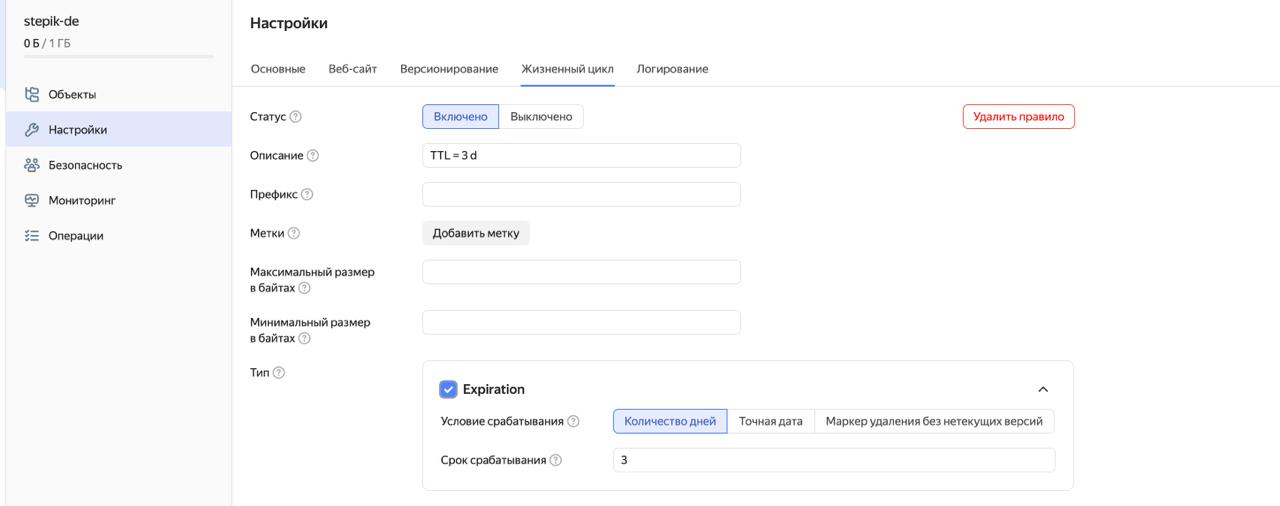 stepik-de
0 Б / 1 ГБ
Объекты
Настройки
Безопасность
Мониторинг
Операции
Настройки
Основные Веб-сайт Версионирование Жизненный цикл Логирование
Статус Включено Выключено Удалить правило
Описание TTL = 3 d
Префикс
Метки Добавить метку
Максимальный размер
в байтах
Минимальный размер
в байтах
Тип
Expiration
Условие срабатывания Количество дней Точная дата Маркер удаления без нетекущих версий
Срок срабатывания 3